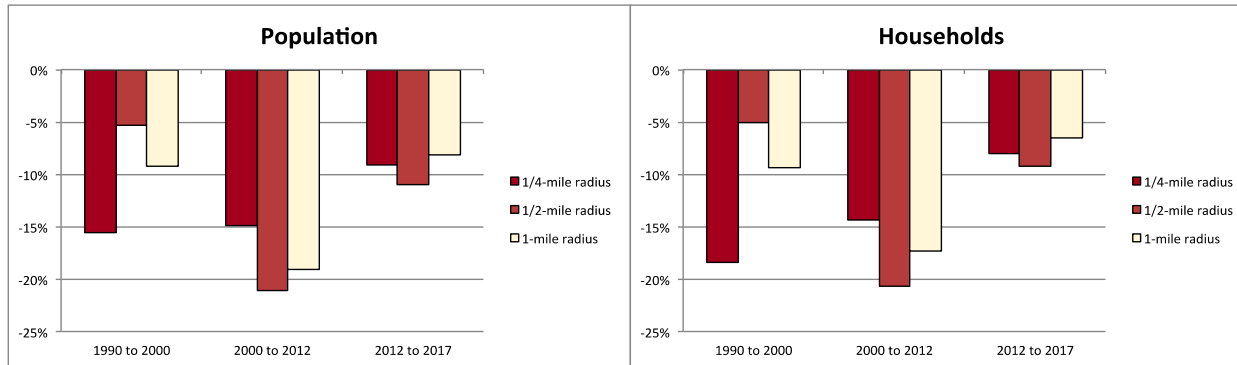 Population
0%
-5%
-10%
-15%
-20%
-25%
1990 to 2000
2000 to 2012
2012 to 2017
1/4-mile radius
1/2-mile radius
1-mile radius
Households
0%
-5%
-10%
-15%
-20%
-25%
1990 to 2000
2000 to 2012
2012 to 2017
1/4-mile radius
1/2-mile radius
1-mile radius